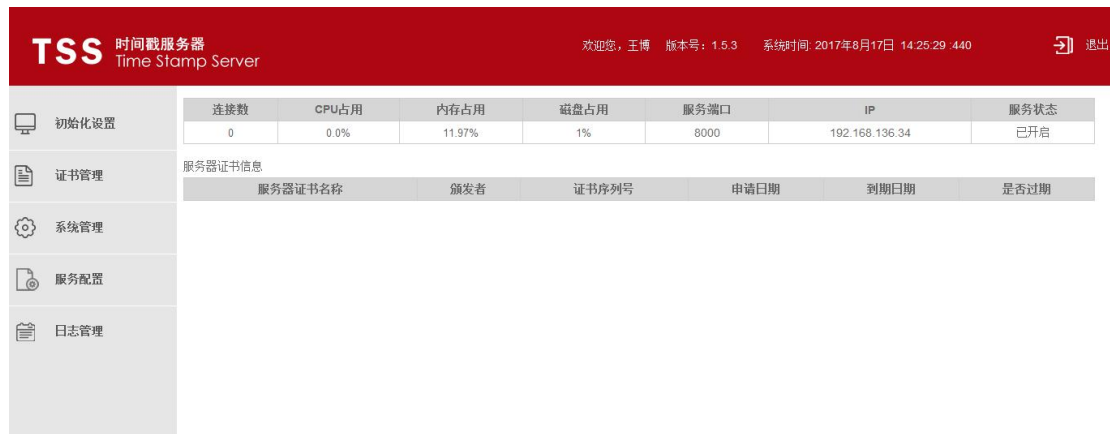 TSS 时间戳服务器
Time Stamp Server
欢迎您，王博 版本号：1.5.3 系统时间: 2017年8月17日 14:25:29 :440 退出
初始化设置
证书管理
系统管理
服务配置
日志管理
连接数 CPU占用 内存占用 磁盘占用 服务端口 IP 服务状态
0 0.0% 11.97% 1% 8000 192.168.136.34 已开启
服务器证书信息
服务器证书名称 颁发者 证书序列号 申请日期 到期日期 是否过期